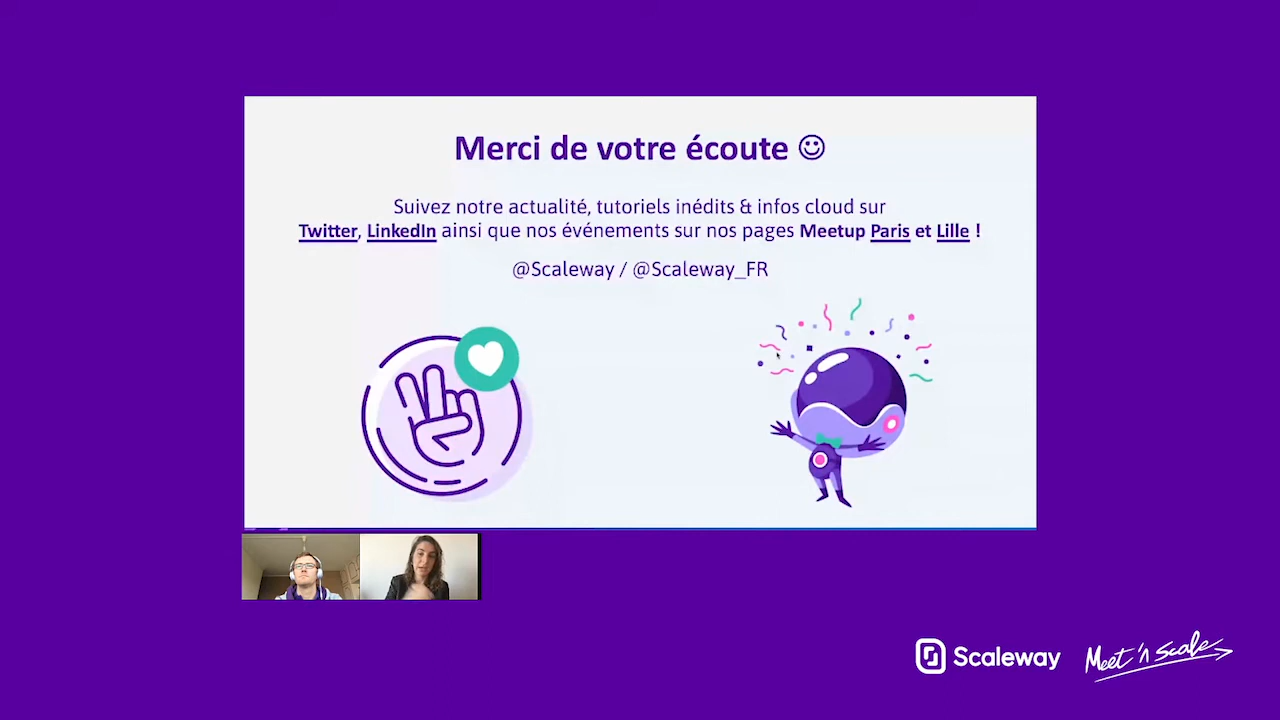 Merci de votre écoute ☺
Suivez notre actualité, tutoriels inédits & infos cloud sur
Twitter, LinkedIn ainsi que nos événements sur nos pages Meetup Paris et Lille !
@Scaleway / @Scaleway_FR
Scaleway
Meet 'n Scale